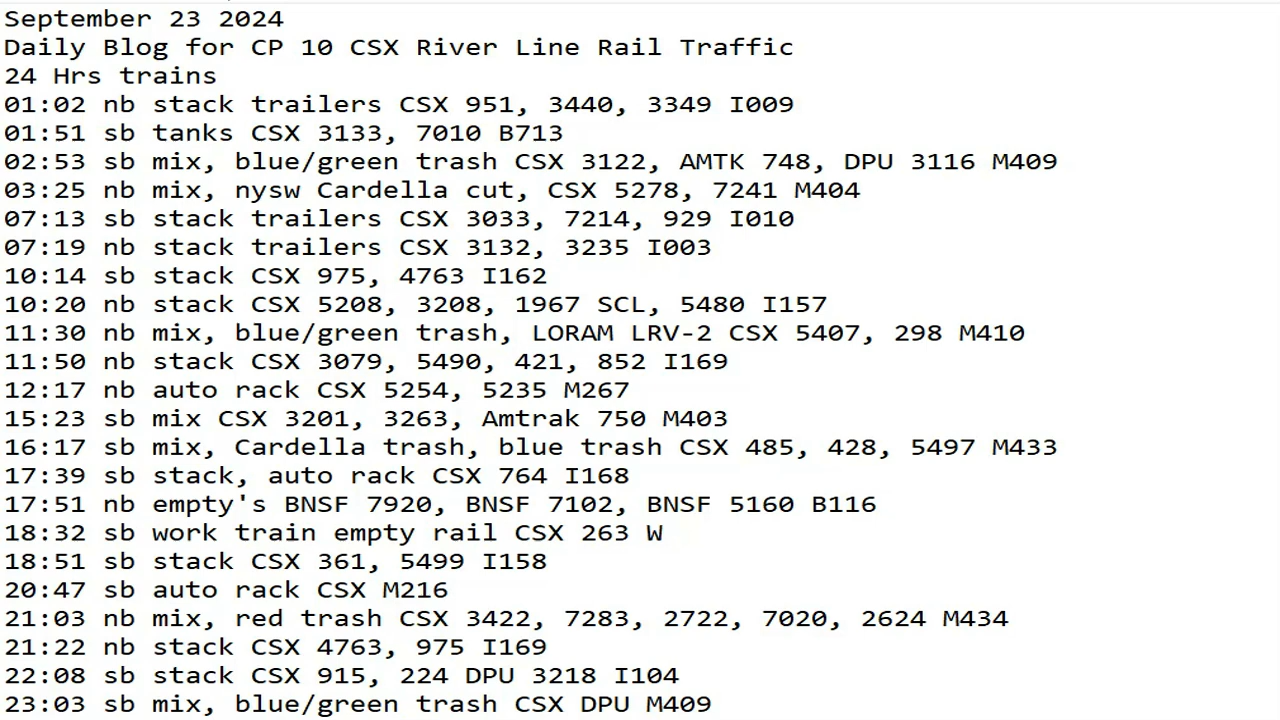 September 23 2024
Daily Blog for CP 10 CSX River Line Rail Traffic
24 Hrs trains
01:02 nb stack trailers CSX 951, 3440, 3349 I009
01:51 sb tanks CSX 3133, 7010 B713
02:53 sb mix, blue/green trash CSX 3122, AMTK 748, DPU 3116 M409
03:25 nb mix, nysw Cardella cut, CSX 5278, 7241 M404
07:13 sb stack trailers CSX 3033, 7214, 929 I010
07:19 nb stack trailers CSX 3132, 3235 I003
10:14 sb stack CSX 975, 4763 I162
10:20 nb stack CSX 5208, 3208, 1967 SCL, 5480 I157
11:30 nb mix, blue/green trash, LORAM LRV-2 CSX 5407, 298 M410
11:50 nb stack CSX 3079, 5490, 421, 852 I169
12:17 nb auto rack CSX 5254, 5235 M267
15:23 sb mix CSX 3201, 3263, Amtrak 750 M403
16:17 sb mix, Cardella trash, blue trash CSX 485, 428, 5497 M433
17:39 sb stack, auto rack CSX 764 I168
17:51 nb empty's BNSF 7920, BNSF 7102, BNSF 5160 B116
18:32 sb work train empty rail CSX 263 W
18:51 sb stack CSX 361, 5499 I158
20:47 sb auto rack CSX M216
21:03 nb mix, red trash CSX 3422, 7283, 2722, 7020, 2624 M434
21:22 nb stack CSX 4763, 975 I169
22:08 sb stack CSX 915, 224 DPU 3218 I104
23:03 sb mix, blue/green trash CSX DPU M409